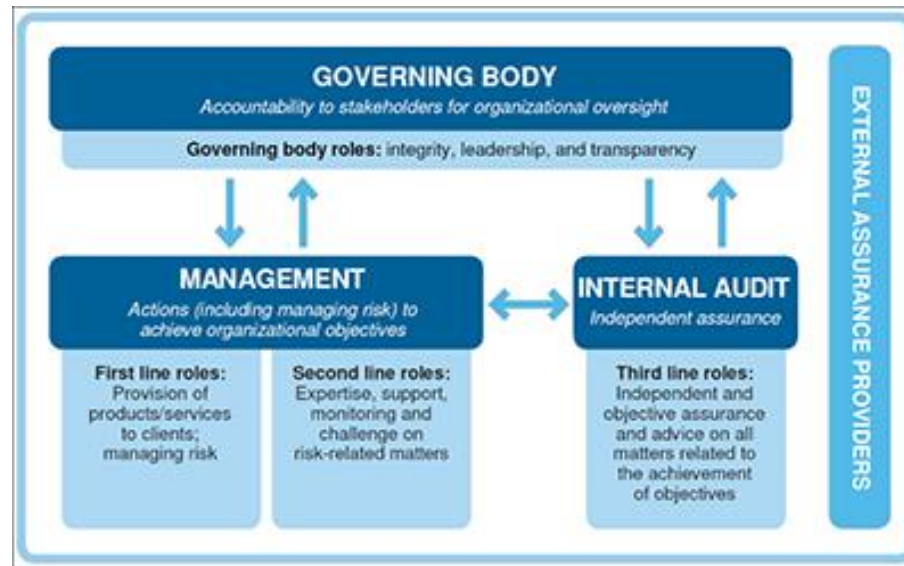 GOVERNING BODY
Accountability to stakeholders for organizational oversight
Governing body roles: integrity, leadership, and transparency
MANAGEMENT
Actions (including managing risk) to
achieve organizational objectives
First line roles:
Provision of
products/services
to clients;
managing risk
Second line roles:
Expertise, support,
monitoring and
challenge on
risk-related matters
INTERNAL AUDIT
Independent assurance
Third line roles:
Independent and
objective assurance
and advice on all
matters related to
the achievement
of objectives
EXTERNAL ASSURANCE PROVIDERS